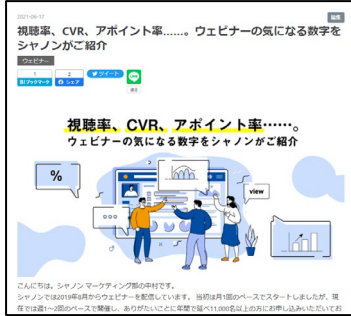 2021-06-17
編集
視聴率、CVR、アポイント率……。ウェビナーの気になる数字を
シャノンがご紹介
ウェビナー
1
2
ツイート
B!ブックマーク
シェア
送る
視聴率、CVR、アポイント率……。
ウェビナーの気になる数字をシャノンがご紹介
%
view
こんにちは。シャノン マーケティング部の中村です。
シャノンでは2019年8月からウェビナーを配信しています。 当初は月1回のペースでスタートしましたが、現
在では週1～2回のペースで開催し、ありがたいことに年間で延べ11,000名以上の方にお申し込みいただいてお